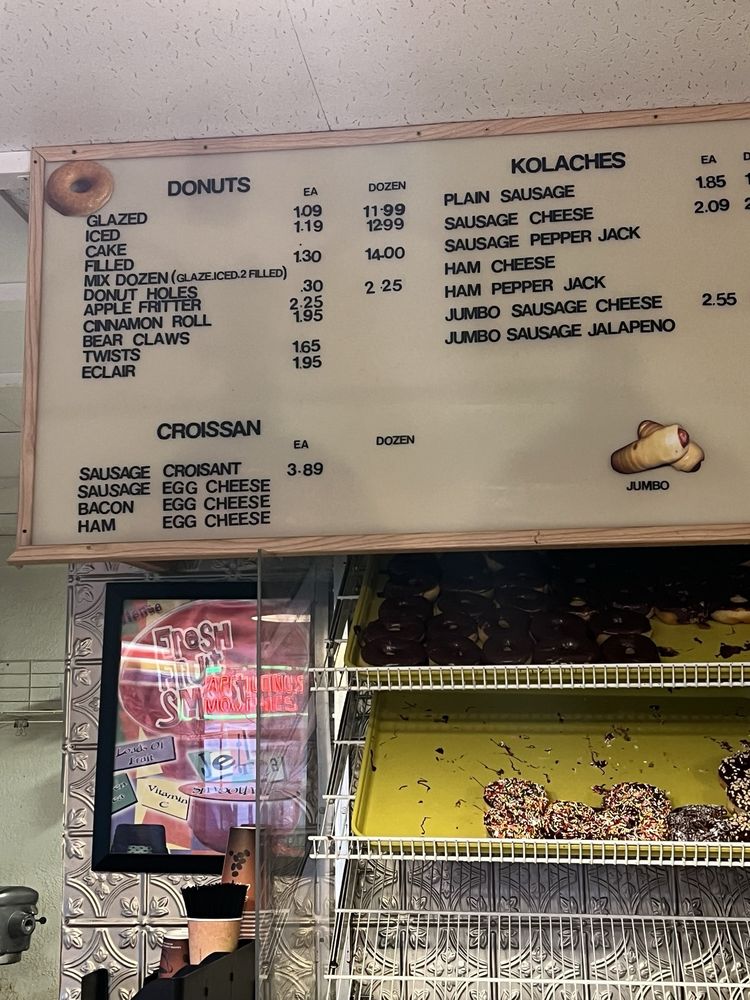 DONUTS EA DOZEN
GLAZED 1.09 11.99
ICED 1.19 12.99
CAKE
FILLED 1.30 14.00
MIX DOZEN (GLAZE.ICED.2 FILLED)
DONUT HOLES .30 2.25
APPLE FRITTER 2.25
CINNAMON ROLL 1.95
BEAR CLAWS
TWISTS 1.65
ECLAIR 1.95
CROISSAN EA DOZEN
SAUSAGE CROISANT 3.89
SAUSAGE EGG CHEESE
BACON EGG CHEESE
HAM EGG CHEESE
KOLACHES EA D
PLAIN SAUSAGE 1.85
SAUSAGE CHEESE 2.09
SAUSAGE PEPPER JACK
HAM CHEESE
HAM PEPPER JACK
JUMBO SAUSAGE CHEESE 2.55
JUMBO SAUSAGE JALAPENO
JUMBO
FRESH
Loads Of
Fruit
Vitamin
C